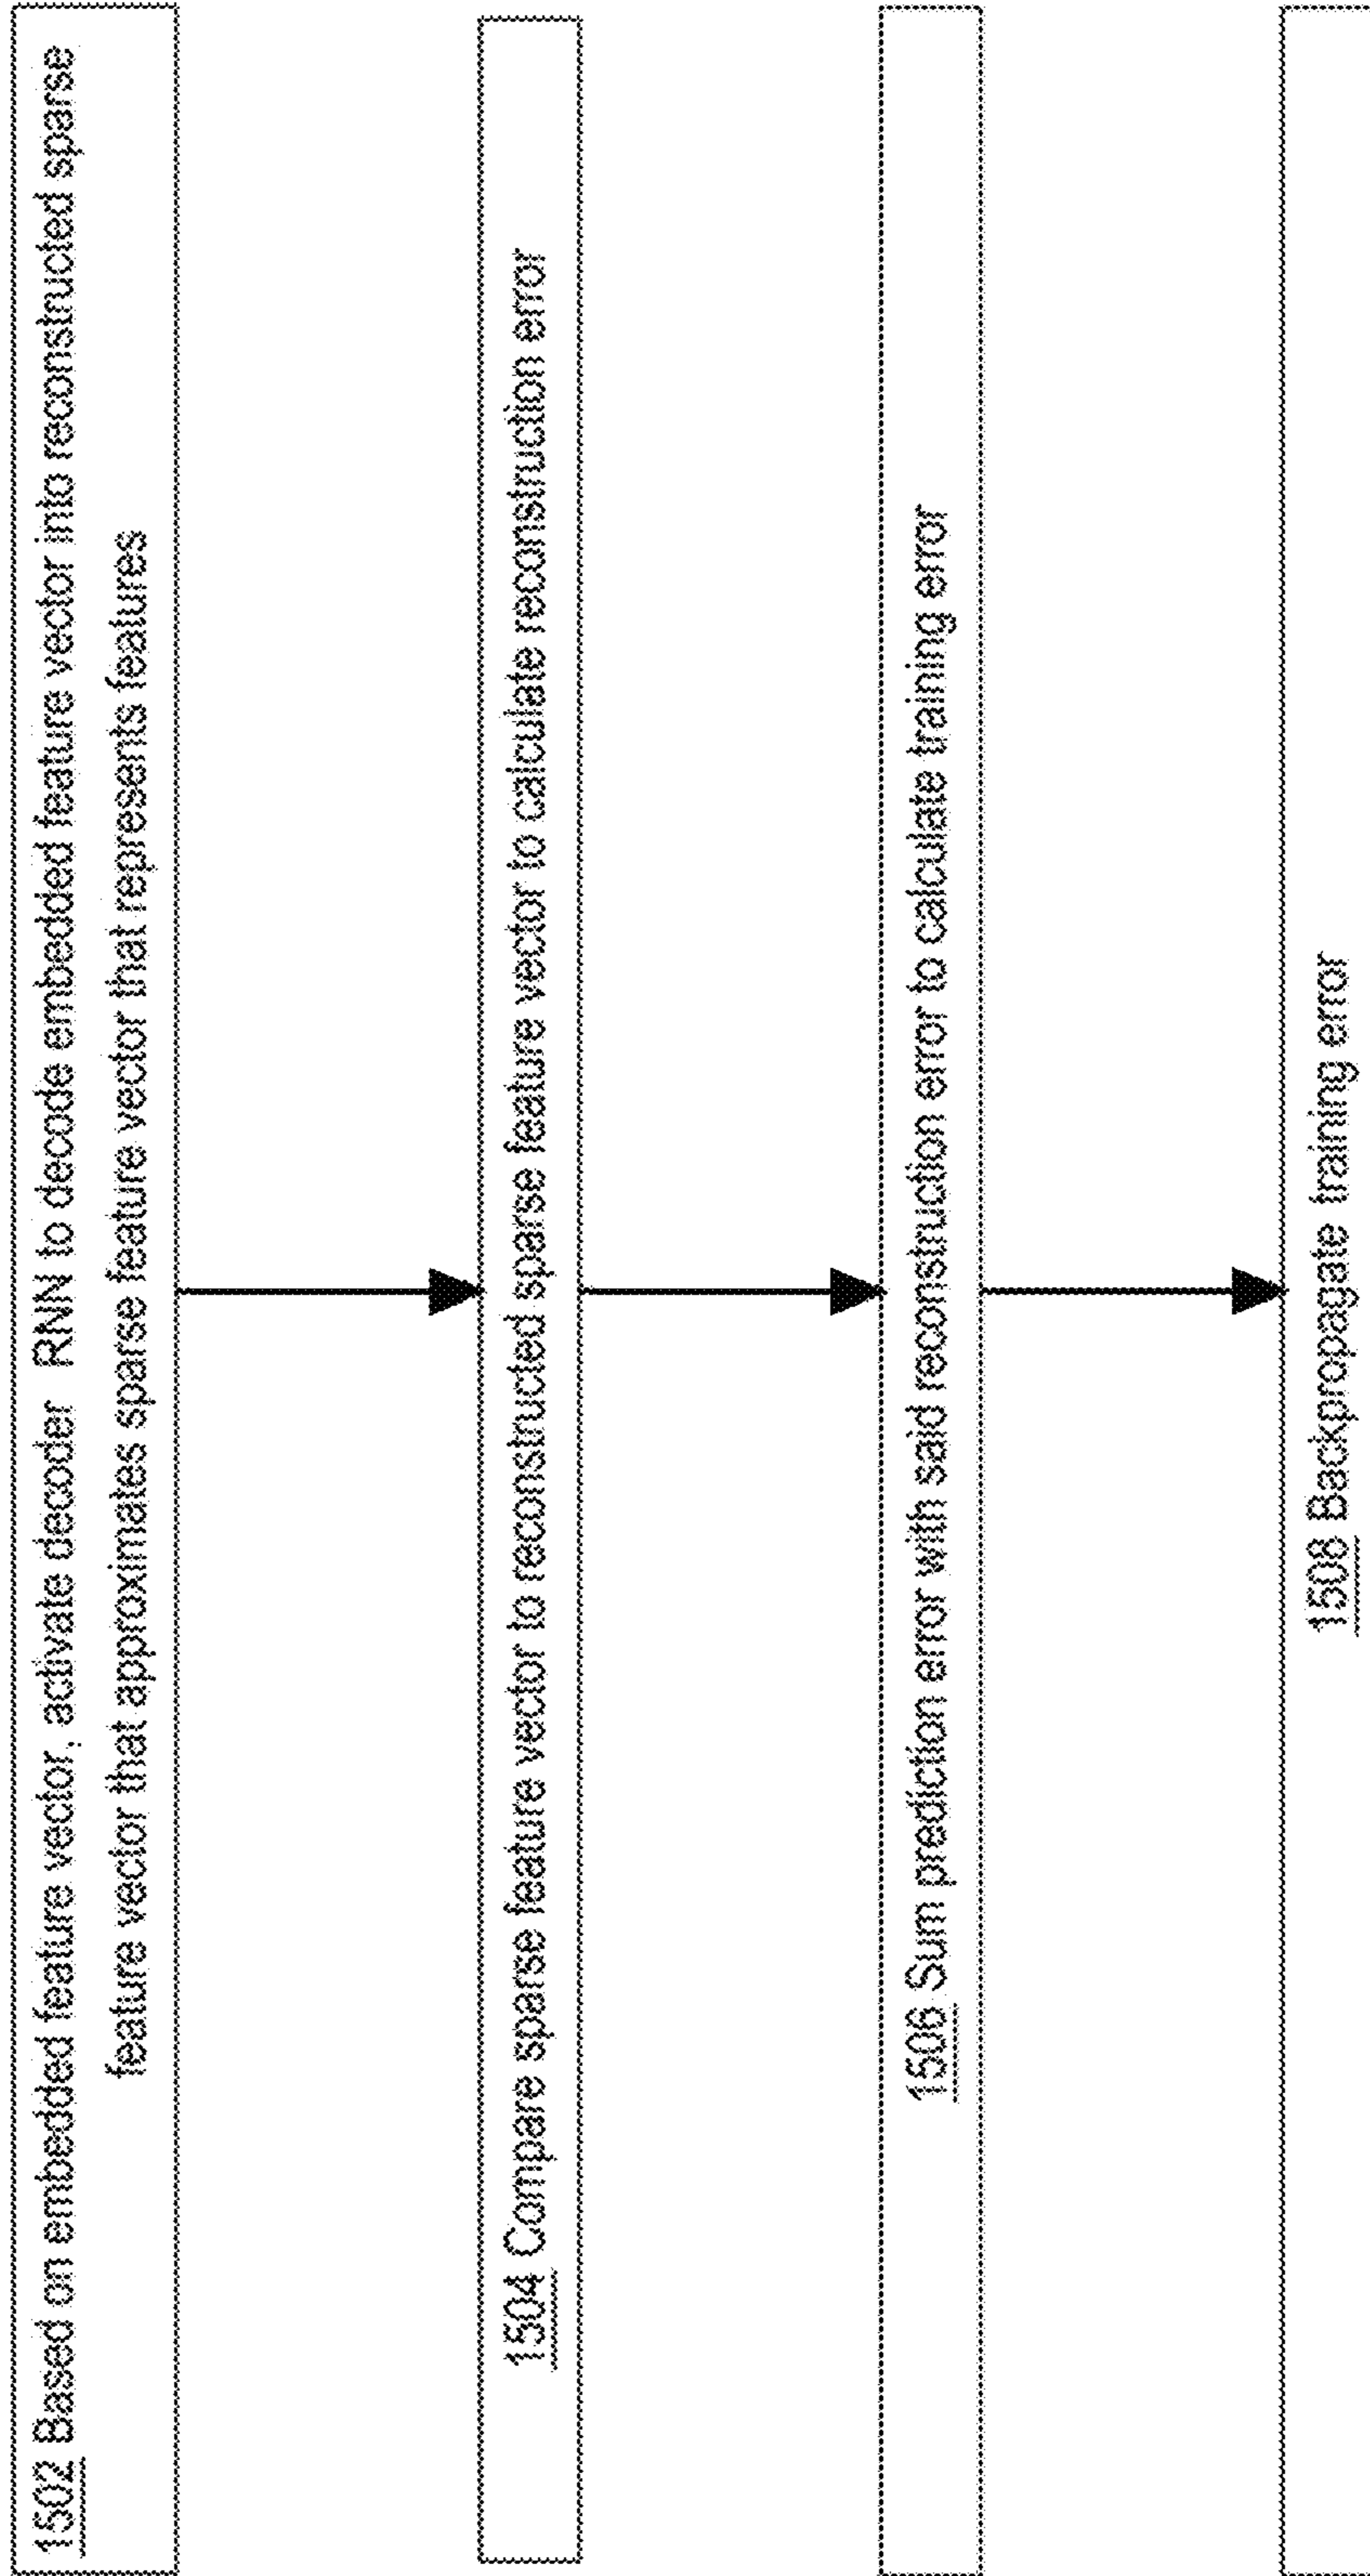 1502 Based on embedded feature vector, activate decoder RNN to decode embedded feature vector into reconstructed sparse
feature vector that approximates sparse feature vector that represents features
1504 Compare sparse feature vector to reconstructed sparse feature vector to calculate reconstruction error
1506 Sum prediction error with said reconstruction error to calculate training error
1508 Backpropagate training error